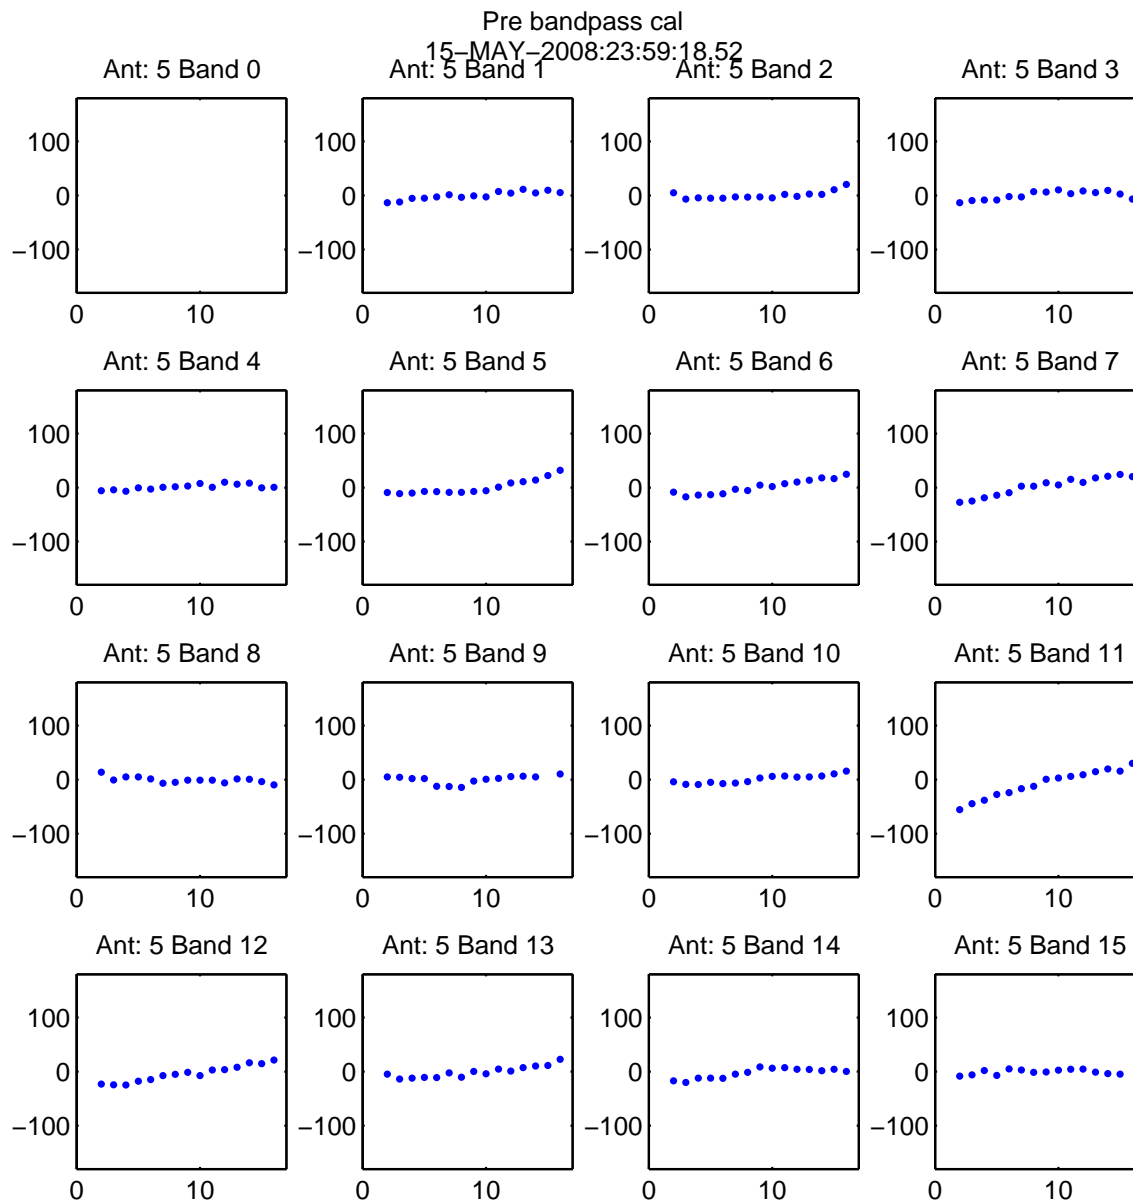 Pre bandpass cal
15−MAY−2008:23:59:18.52
Ant: 5 Band 0 Ant: 5 Band 1 Ant: 5 Band 2 Ant: 5 Band 3
100 100 100 100
0 0 0 0
−100 −100 −100 −100
0 10 0 10 0 10 0 10
Ant: 5 Band 4 Ant: 5 Band 5 Ant: 5 Band 6 Ant: 5 Band 7
100 100 100 100
0 0 0 0
−100 −100 −100 −100
0 10 0 10 0 10 0 10
Ant: 5 Band 8 Ant: 5 Band 9 Ant: 5 Band 10 Ant: 5 Band 11
100 100 100 100
0 0 0 0
−100 −100 −100 −100
0 10 0 10 0 10 0 10
Ant: 5 Band 12 Ant: 5 Band 13 Ant: 5 Band 14 Ant: 5 Band 15
100 100 100 100
0 0 0 0
−100 −100 −100 −100
0 10 0 10 0 10 0 10